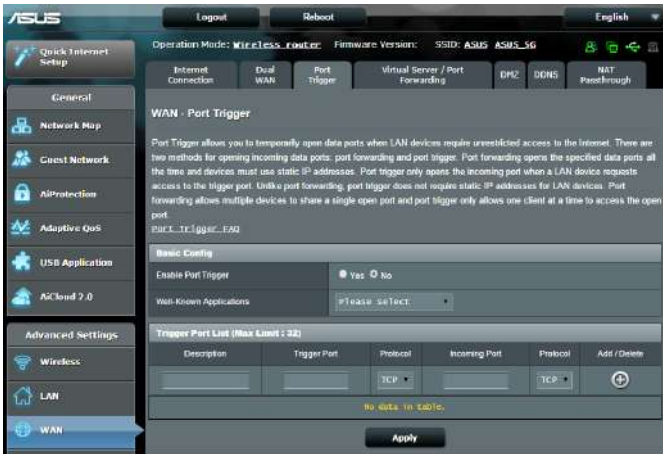 ASUS
Logout
Reboot
English
Quick Internet
Setup
Operation Mode: Wireless router Firmware Version: SSID: ASUS ASUS_5G
Internet
Connection
Dual
WAN
Port
Trigger
Virtual Server / Port
Forwarding
DMZ
DDNS
NAT
Passthrough
General
Network Map
Guest Network
AiProtection
Adaptive QoS
USB Application
AiCloud 2.0
Advanced Settings
Wireless
LAN
WAN
WAN - Port Trigger
Port Trigger allows you to temporarily open data ports when LAN devices require unrestricted access to the Internet. There are
two methods for opening incoming data ports: port forwarding and port trigger. Port forwarding opens the specified data ports all
the time and devices must use static IP addresses. Port trigger only opens the incoming port when a LAN device requests
access to the trigger port. Unlike port forwarding, port trigger does not require static IP addresses for LAN devices. Port
forwarding allows multiple devices to share a single open port and port trigger only allows one client at a time to access the open
port.
Port Trigger FAQ
Basic Config
Enable Port Trigger
Yes No
Well-Known Applications
Please select
Trigger Port List (Max Limit : 32)
Description Trigger Port Protocol Incoming Port Protocol Add / Delete
TCP TCP
No data in table.
Apply